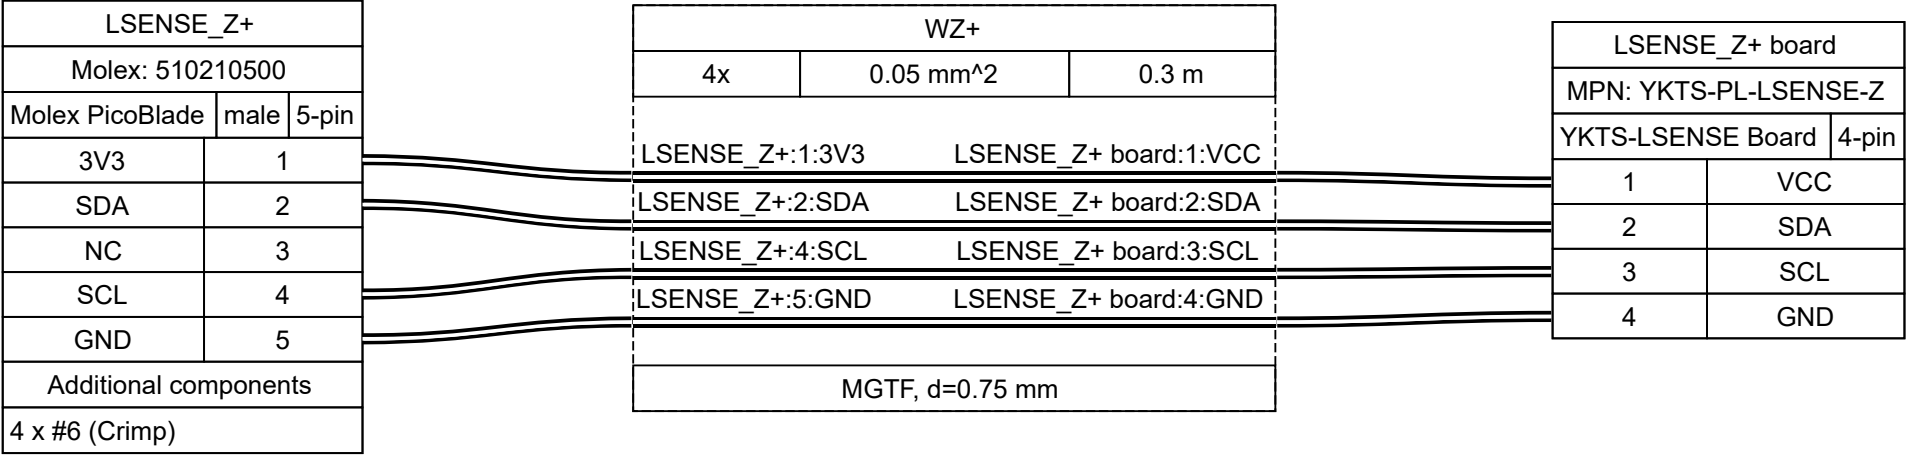 LSENSE_Z+
Molex: 510210500
Molex PicoBlade male 5-pin
3V3 1
SDA 2
NC 3
SCL 4
GND 5
Additional components
4 x #6 (Crimp)
WZ+
4x 0.05 mm^2 0.3 m
LSENSE_Z+:1:3V3 LSENSE_Z+ board:1:VCC
LSENSE_Z+:2:SDA LSENSE_Z+ board:2:SDA
LSENSE_Z+:4:SCL LSENSE_Z+ board:3:SCL
LSENSE_Z+:5:GND LSENSE_Z+ board:4:GND
MGTF, d=0.75 mm
LSENSE_Z+ board
MPN: YKTS-PL-LSENSE-Z
YKTS-LSENSE Board 4-pin
1 VCC
2 SDA
3 SCL
4 GND